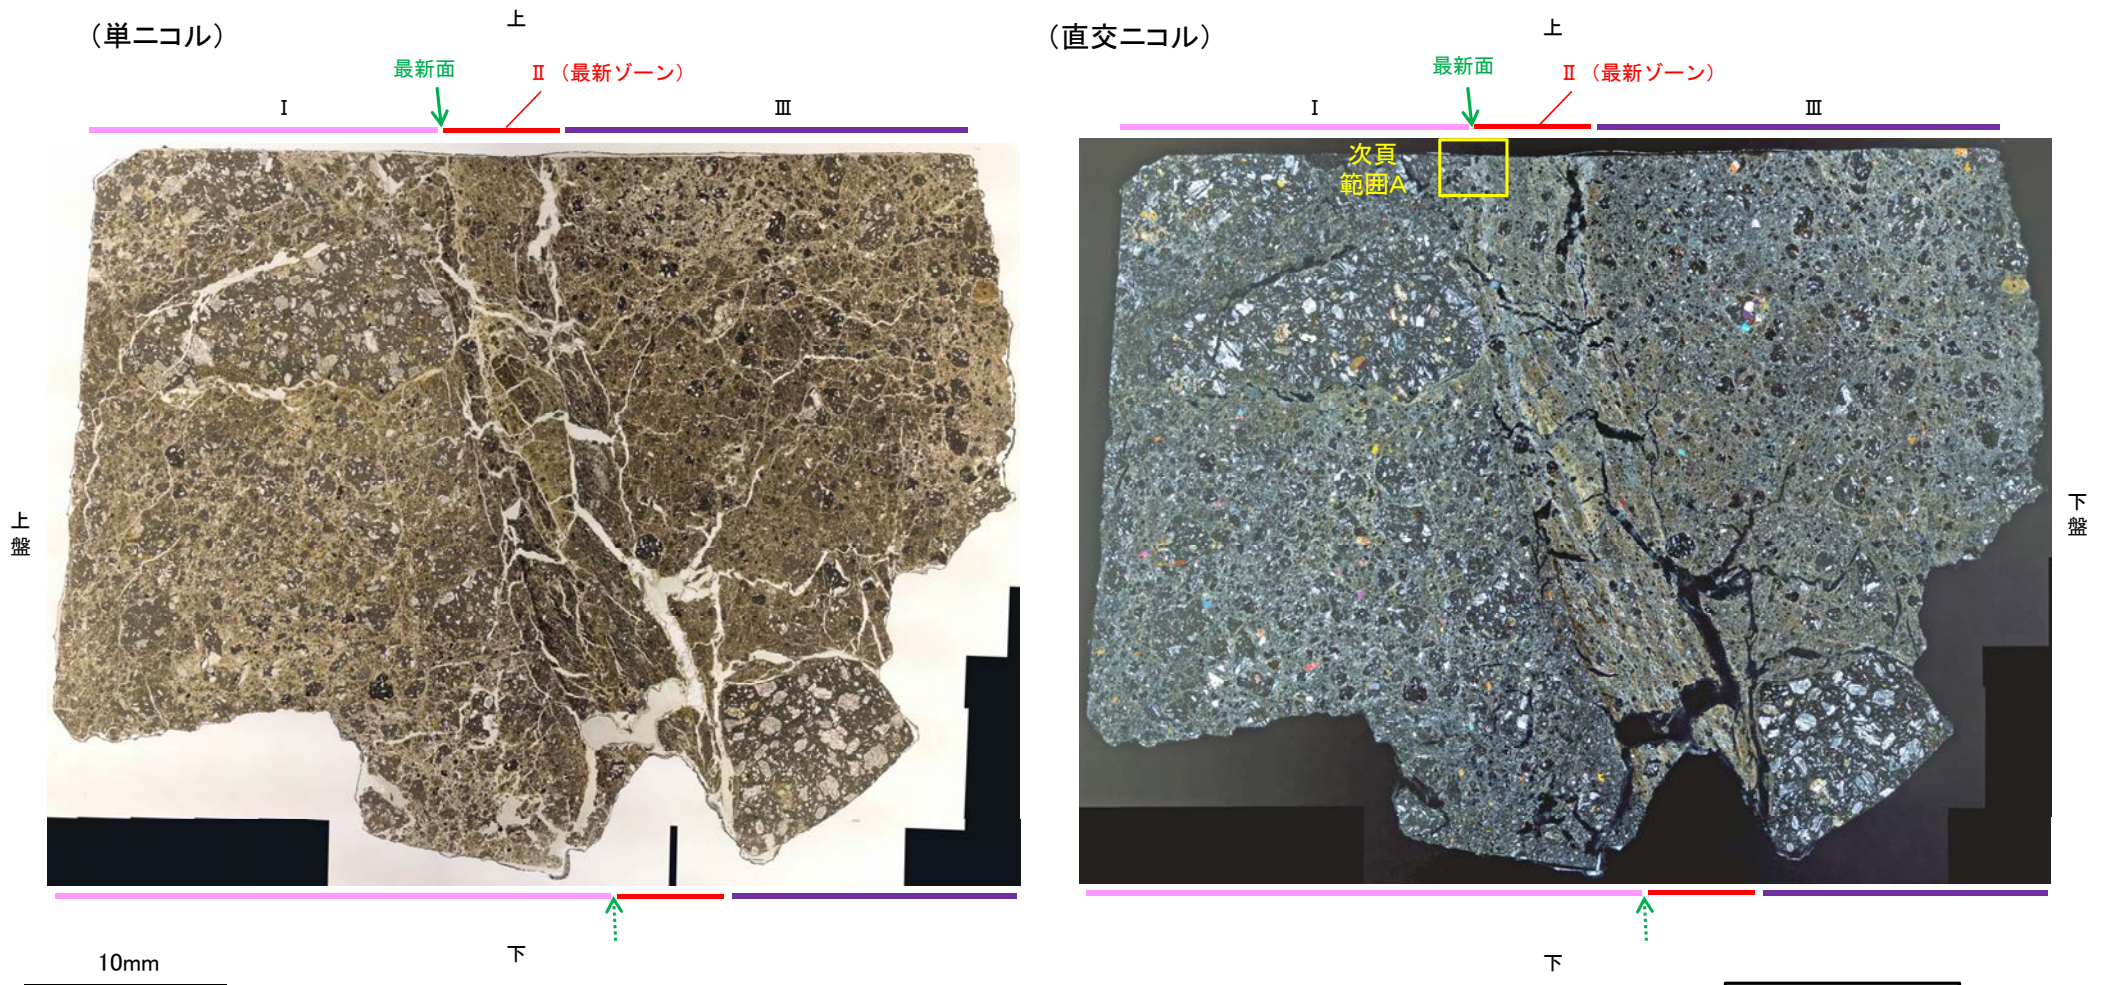 （単ニコル）
上
最新面
Ⅱ（最新ゾーン）
Ⅰ
Ⅲ
上盤
下
10mm
（直交ニコル）
上
最新面
Ⅱ（最新ゾーン）
Ⅰ
Ⅲ
次頁
範囲A
下盤
下